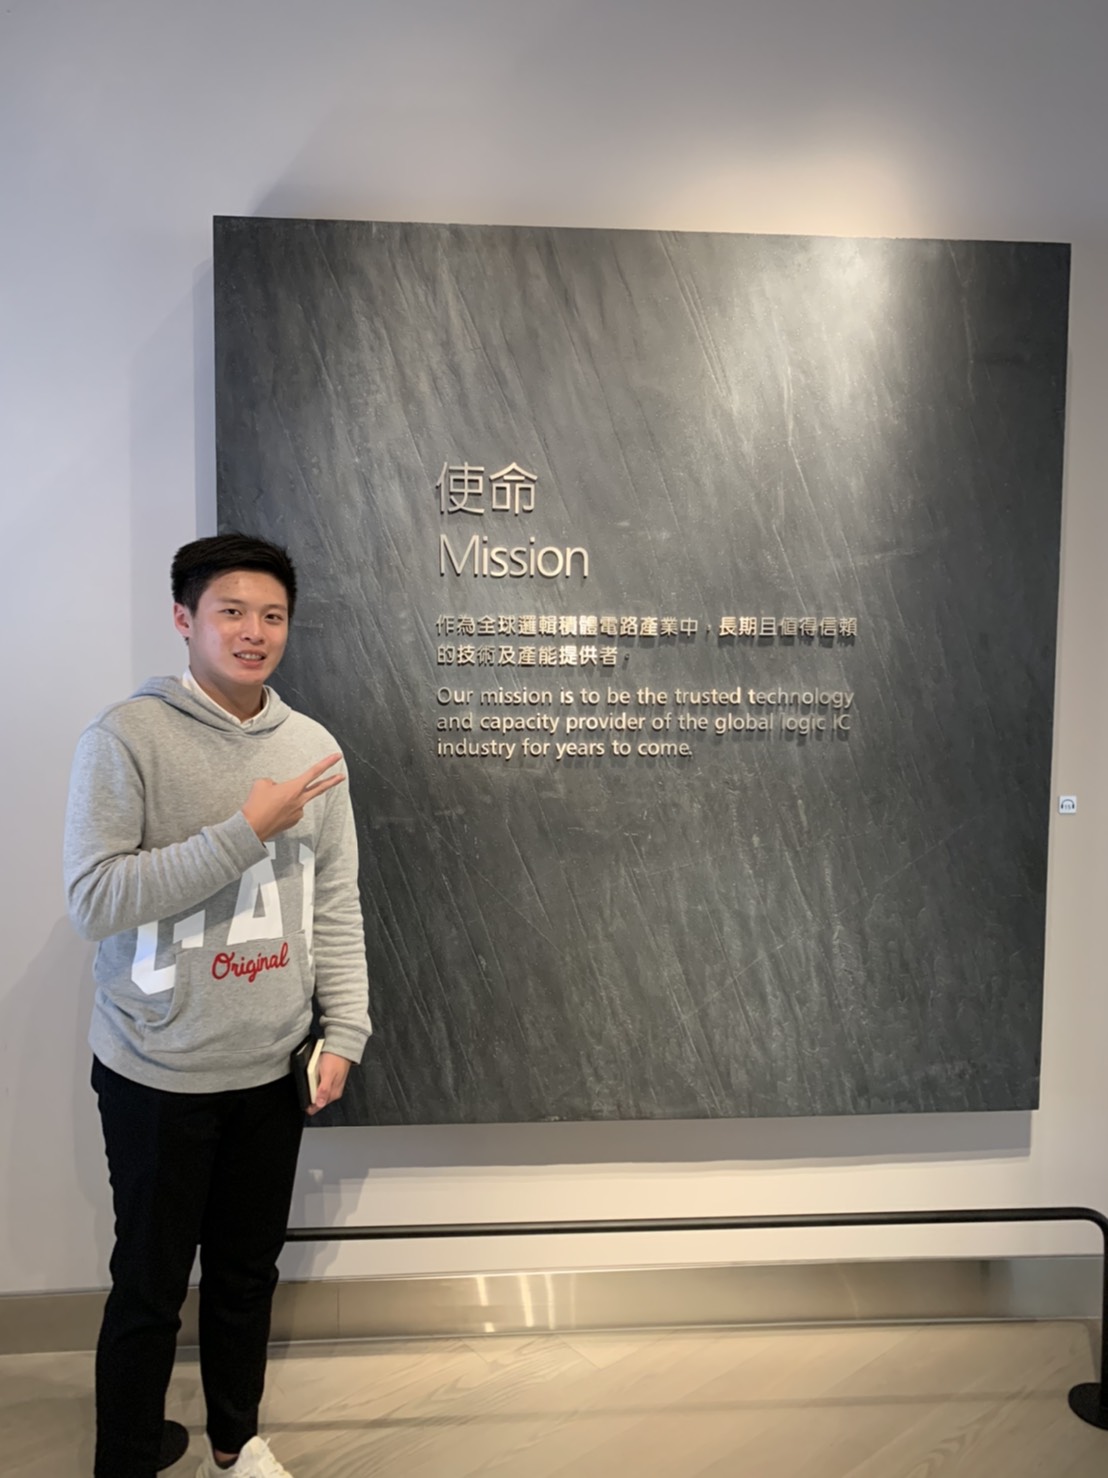 使命
Mission
作為全球邏輯積體電路產業中，長期且值得信賴
的技術及產能提供者。
Our mission is to be the trusted technology
and capacity provider of the global logic IC
industry for years to come.
GAP
Original